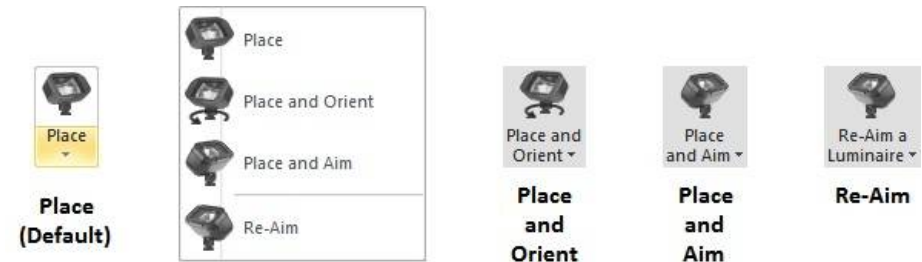 Place
Place
(Default)
Place
Place and Orient
Place and Aim
Re-Aim
Place and
Orient
Place
and
Orient
Place
and Aim
Place
and
Aim
Re-Aim a
Luminaire
Re-Aim